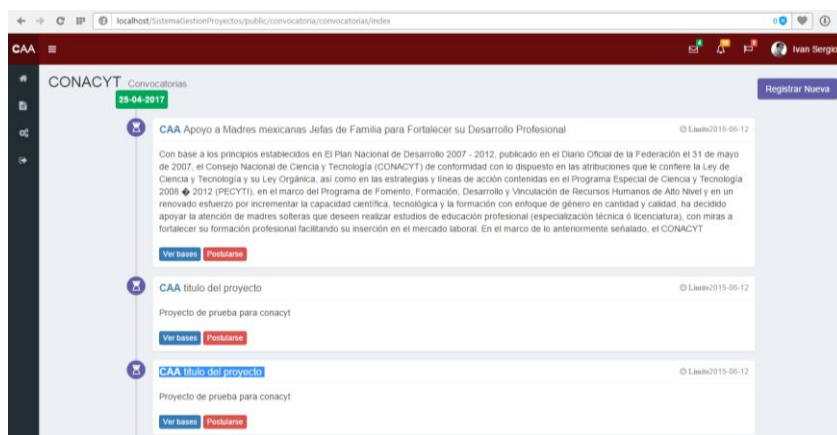 localhost/SistemaGestionProyectos/public/convocatoria/convocatorias/index
CAA
Ivan Sergio
CONACYT Convocatorias
Registrar Nueva
25-04-2017
CAA Apoyo a Madres mexicanas Jefas de Familia para Fortalecer su Desarrollo Profesional
Limite2015-06-12
Con base a los principios establecidos en El Plan Nacional de Desarrollo 2007 - 2012, publicado en el Diario Oficial de la Federación el 31 de mayo
de 2007, el Consejo Nacional de Ciencia y Tecnología (CONACYT) de conformidad con lo dispuesto en las atribuciones que le confiere la Ley de
Ciencia y Tecnología y su Ley Orgánica, así como en las estrategias y líneas de acción contenidas en el Programa Especial de Ciencia y Tecnología
2008 � 2012 (PECYTI), en el marco del Programa de Fomento, Formación, Desarrollo y Vinculación de Recursos Humanos de Alto Nivel y en un
renovado esfuerzo por incrementar la capacidad científica, tecnológica y la formación con enfoque de género en cantidad y calidad, ha decidido
apoyar la atención de madres solteras que deseen realizar estudios de educación profesional (especialización técnica ó licenciatura), con miras a
fortalecer su formación profesional facilitando su inserción en el mercado laboral. En el marco de lo anteriormente señalado, el CONACYT
Ver bases Postularse
CAA titulo del proyecto
Limite2015-06-12
Proyecto de prueba para conacyt
Ver bases Postularse
CAA titulo del proyecto
Limite2015-06-12
Proyecto de prueba para conacyt
Ver bases Postularse